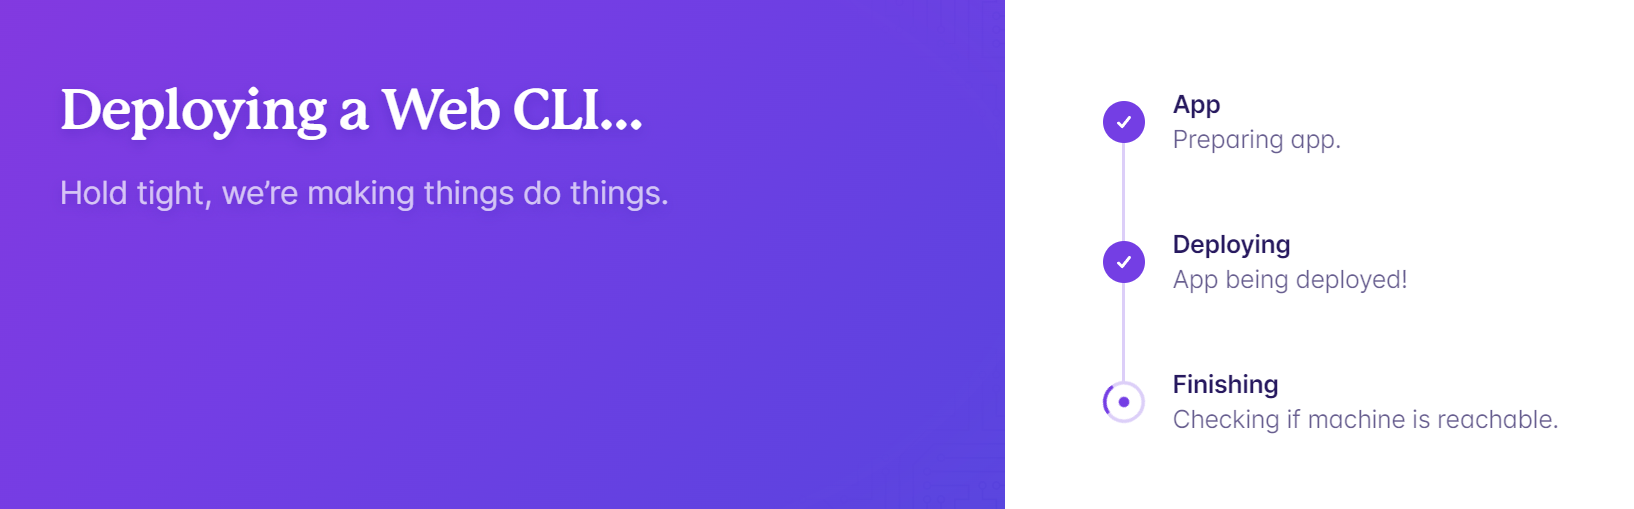 Deploying a Web CLI...
Hold tight, we’re making things do things.
App
Preparing app.
Deploying
App being deployed!
Finishing
Checking if machine is reachable.